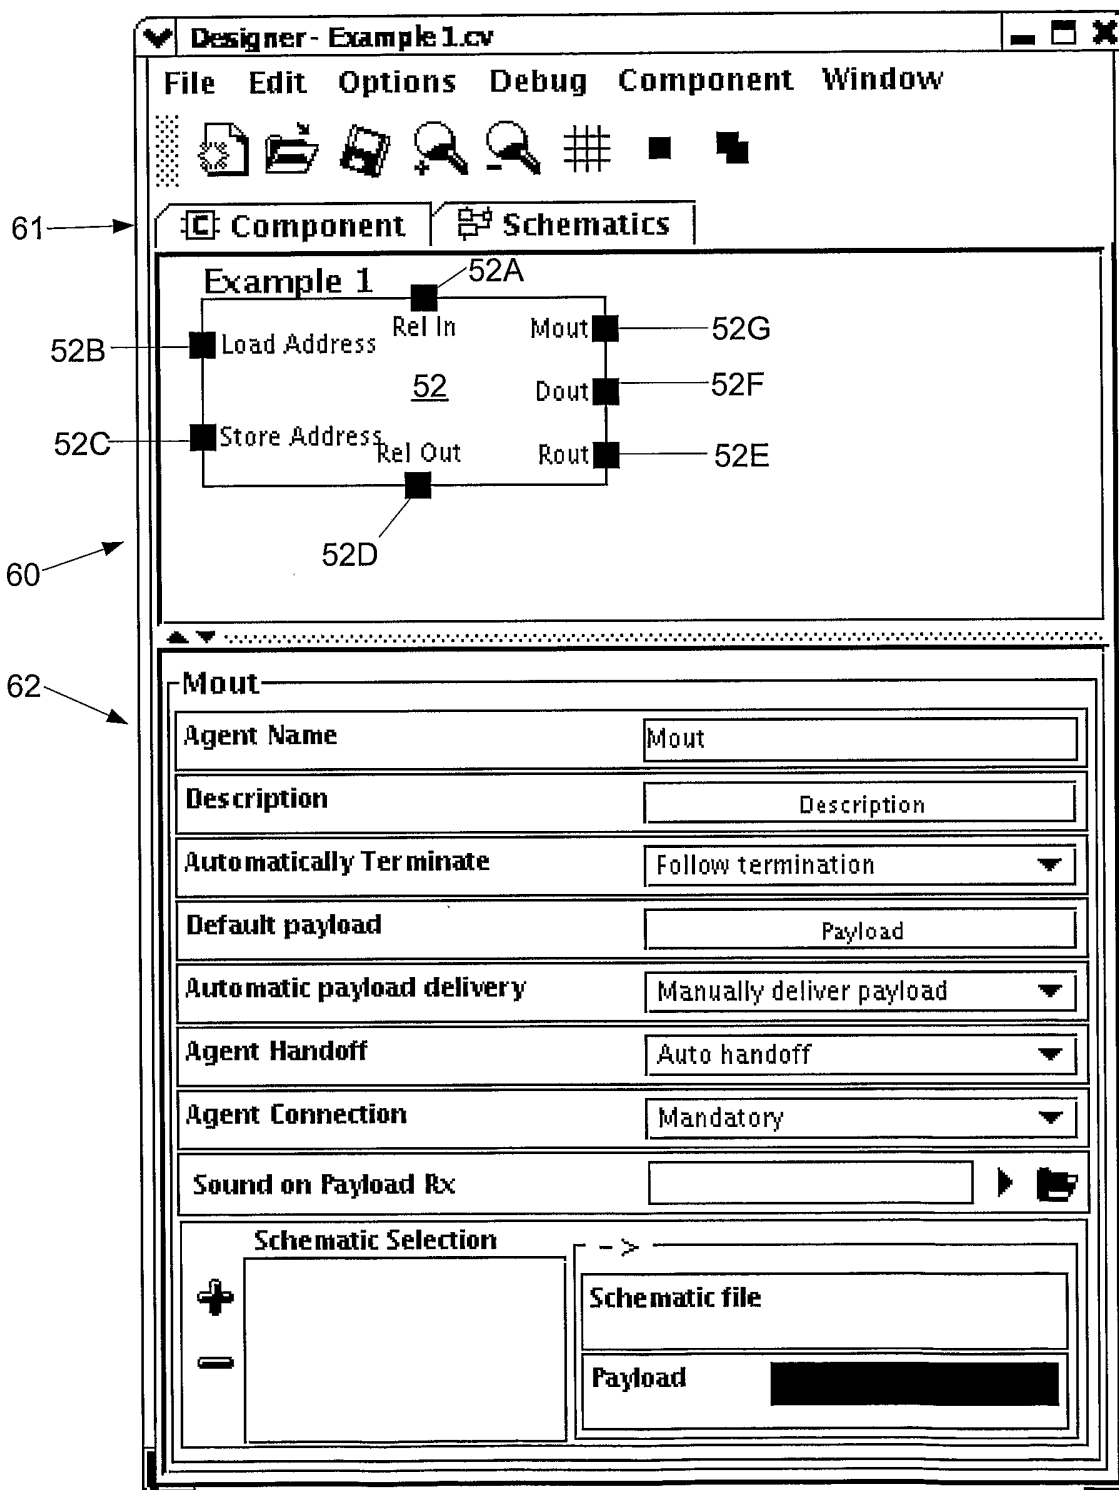 Designer - Example 1.cv
File Edit Options Debug Component Window
61
Component Schematics
Example 1
52A
Rel In
Mout
52G
52B
Load Address
52
Dout
52F
52C
Store Address
Rel Out
Rout
52E
52D
60
62
Mout
Agent Name Mout
Description Description
Automatically Terminate Follow termination
Default payload Payload
Automatic payload delivery Manually deliver payload
Agent Handoff Auto handoff
Agent Connection Mandatory
Sound on Payload Rx
Schematic Selection
->
Schematic file
Payload